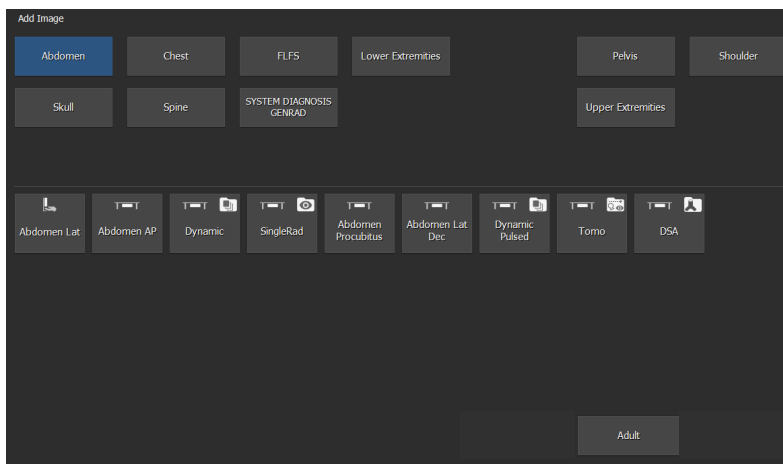 Add Image
Abdomen
Chest
FLFS
Lower Extremities
Pelvis
Shoulder
Skull
Spine
SYSTEM DIAGNOSIS
GENRAD
Upper Extremities
Abdomen Lat
Abdomen AP
Dynamic
SingleRad
Abdomen
Procubitus
Abdomen Lat
Dec
Dynamic
Pulsed
Tomo
DSA
Adult